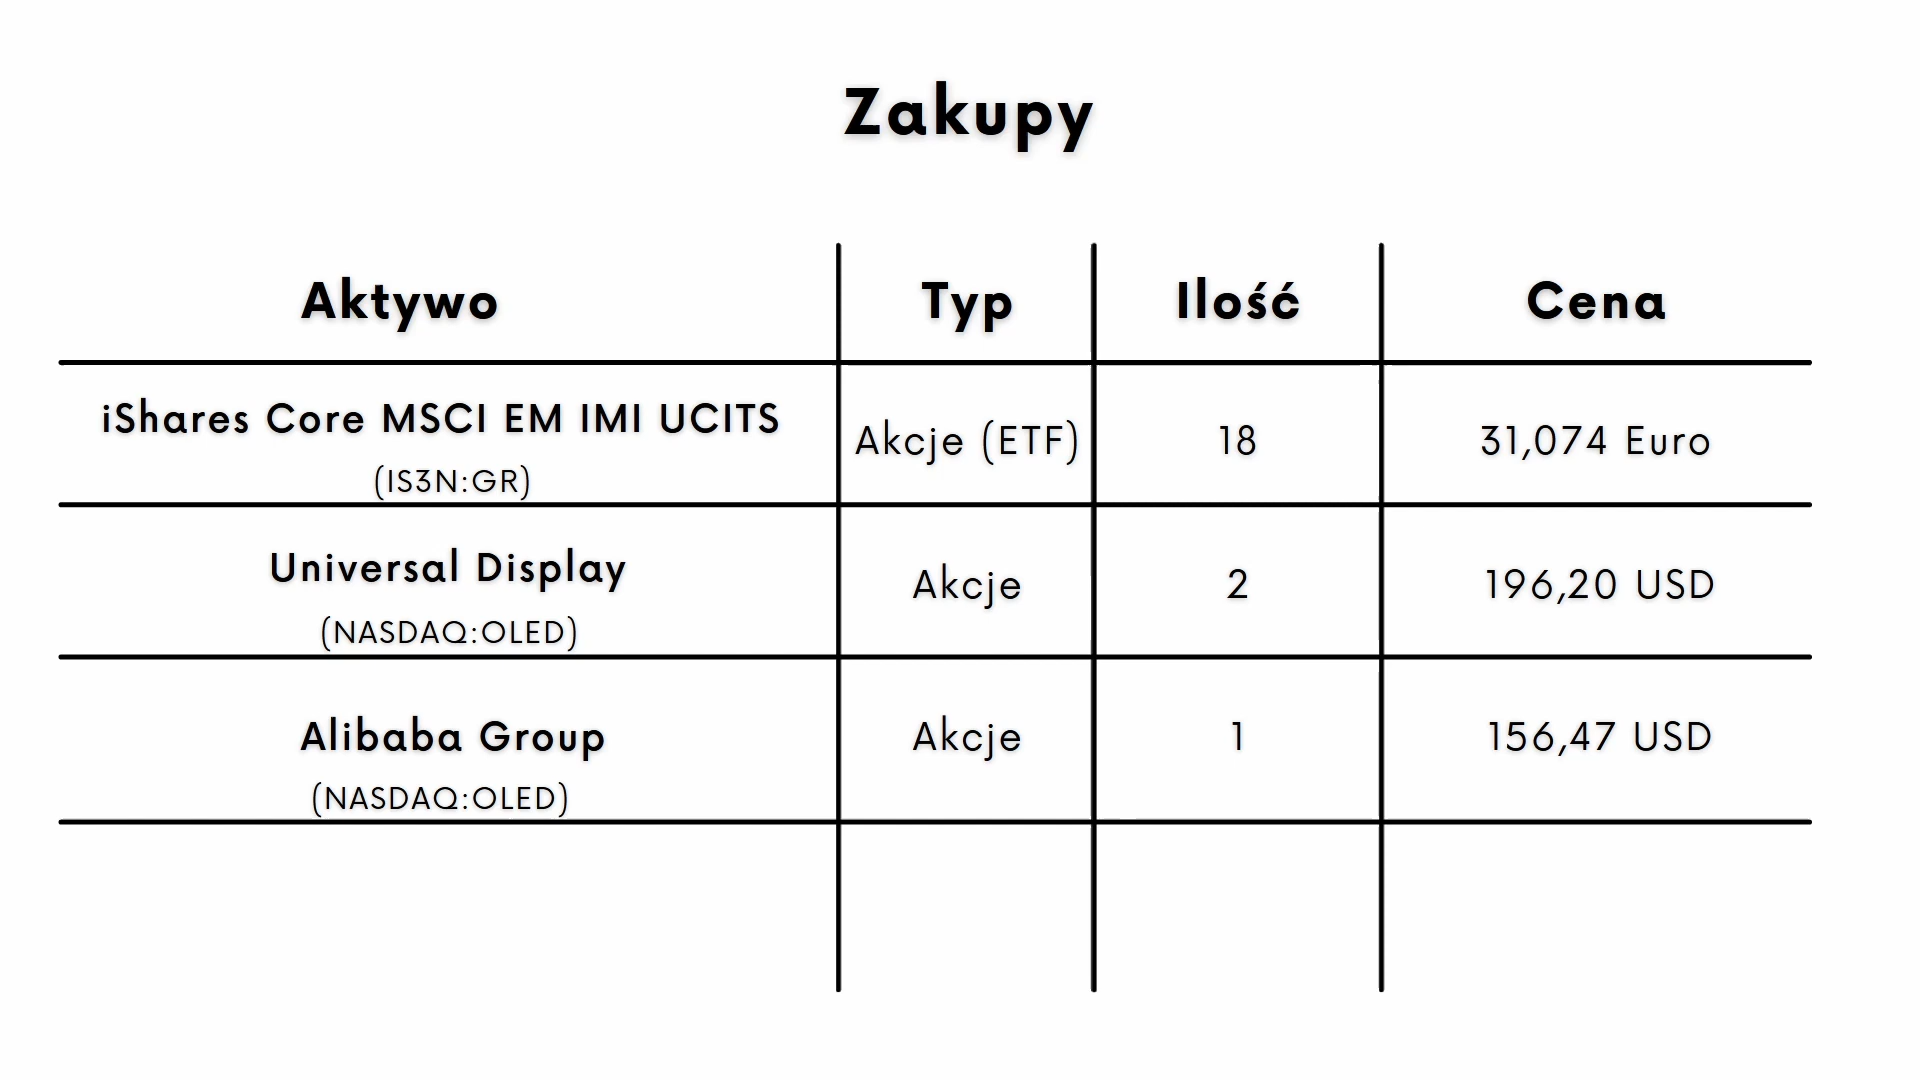 Zakupy
Aktywo Typ Ilość Cena
iShares Core MSCI EM IMI UCITS
(IS3N:GR)
Akcje (ETF) 18 31,074 Euro
Universal Display
(NASDAQ:OLED)
Akcje 2 196,20 USD
Alibaba Group
(NASDAQ:OLED)
Akcje 1 156,47 USD